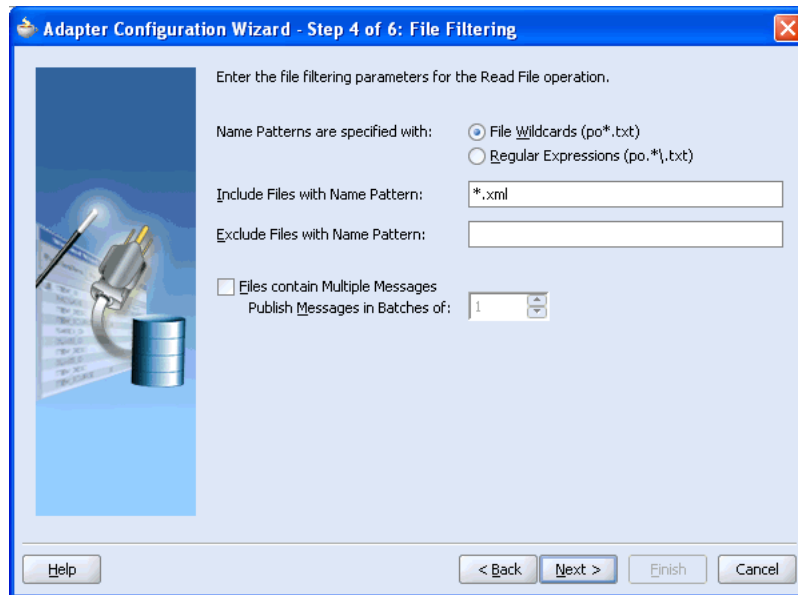 Adapter Configuration Wizard - Step 4 of 6: File Filtering
Enter the file filtering parameters for the Read File operation.
Name Patterns are specified with:
File Wildcards (po*.txt)
Regular Expressions (po.*\.txt)
Include Files with Name Pattern:
*.xml
Exclude Files with Name Pattern:
Files contain Multiple Messages
Publish Messages in Batches of:
1
Help
< Back
Next >
Finish
Cancel